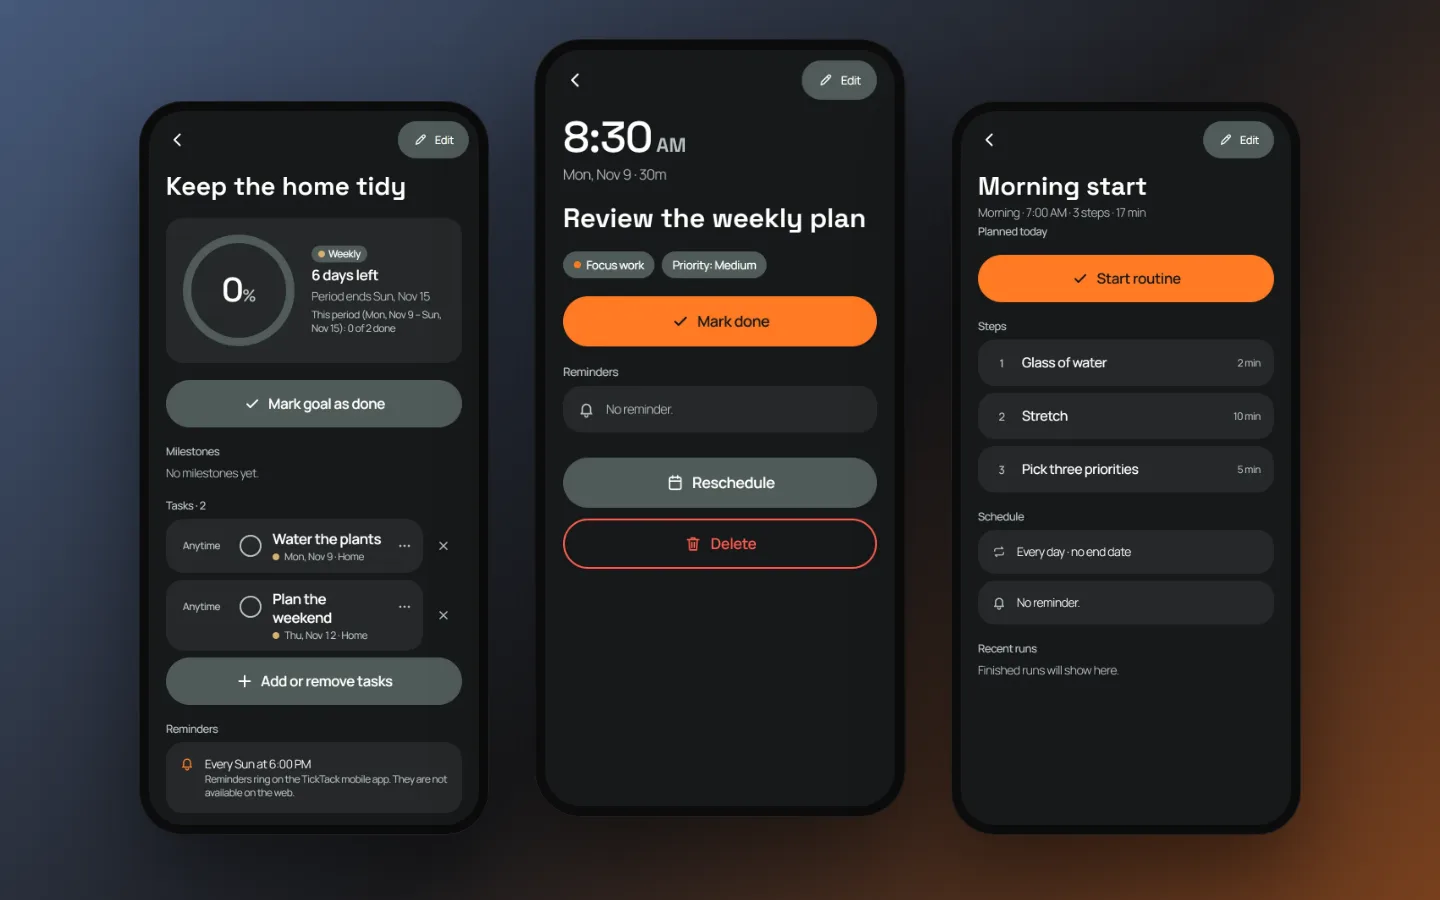 Edit
Keep the home tidy
0%
Weekly
6 days left
Period ends Sun, Nov 15
This period (Mon, Nov 9 – Sun,
Nov 15): 0 of 2 done
Mark goal as done
Milestones
No milestones yet.
Tasks · 2
Anytime
Water the plants
Mon, Nov 9 · Home
Anytime
Plan the
weekend
Thu, Nov 12 · Home
Add or remove tasks
Reminders
Every Sun at 6:00 PM
Reminders ring on the TickTack mobile app. They are not
available on the web.
Edit
8:30 AM
Mon, Nov 9 · 30m
Review the weekly plan
Focus work
Priority: Medium
Mark done
Reminders
No reminder.
Reschedule
Delete
Edit
Morning start
Morning · 7:00 AM · 3 steps · 17 min
Planned today
Start routine
Steps
1 Glass of water 2 min
2 Stretch 10 min
3 Pick three priorities 5 min
Schedule
Every day · no end date
No reminder.
Recent runs
Finished runs will show here.